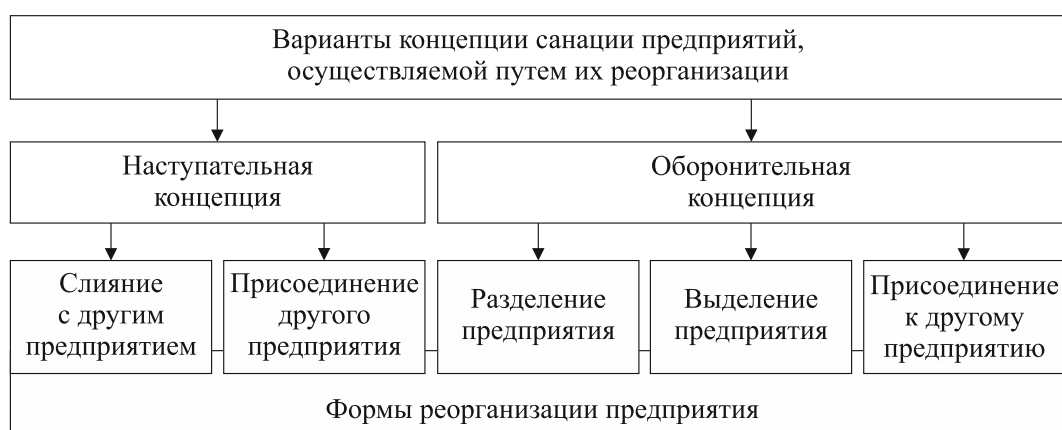 Варианты концепции санации предприятий,
осуществляемой путем их реорганизации
Наступательная
концепция
Оборонительная
концепция
Слияние
с другим
предприятием
Присоединение
другого
предприятия
Разделение
предприятия
Выделение
предприятия
Присоединение
к другому
предприятию
Формы реорганизации предприятия